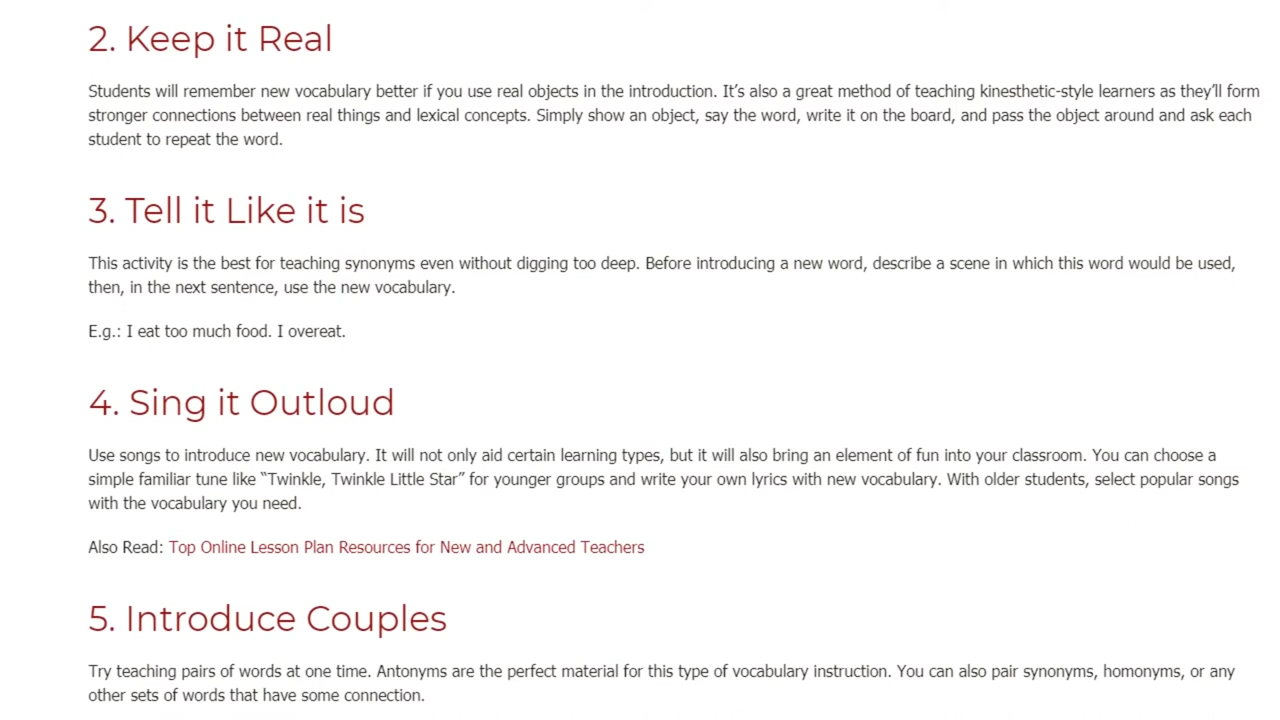 2. Keep it Real
Students will remember new vocabulary better if you use real objects in the introduction. It’s also a great method of teaching kinesthetic-style learners as they’ll form
stronger connections between real things and lexical concepts. Simply show an object, say the word, write it on the board, and pass the object around and ask each
student to repeat the word.
3. Tell it Like it is
This activity is the best for teaching synonyms even without digging too deep. Before introducing a new word, describe a scene in which this word would be used,
then, in the next sentence, use the new vocabulary.
E.g.: I eat too much food. I overeat.
4. Sing it Outloud
Use songs to introduce new vocabulary. It will not only aid certain learning types, but it will also bring an element of fun into your classroom. You can choose a
simple familiar tune like “Twinkle, Twinkle Little Star” for younger groups and write your own lyrics with new vocabulary. With older students, select popular songs
with the vocabulary you need.
Also Read: Top Online Lesson Plan Resources for New and Advanced Teachers
5. Introduce Couples
Try teaching pairs of words at one time. Antonyms are the perfect material for this type of vocabulary instruction. You can also pair synonyms, homonyms, or any
other sets of words that have some connection.